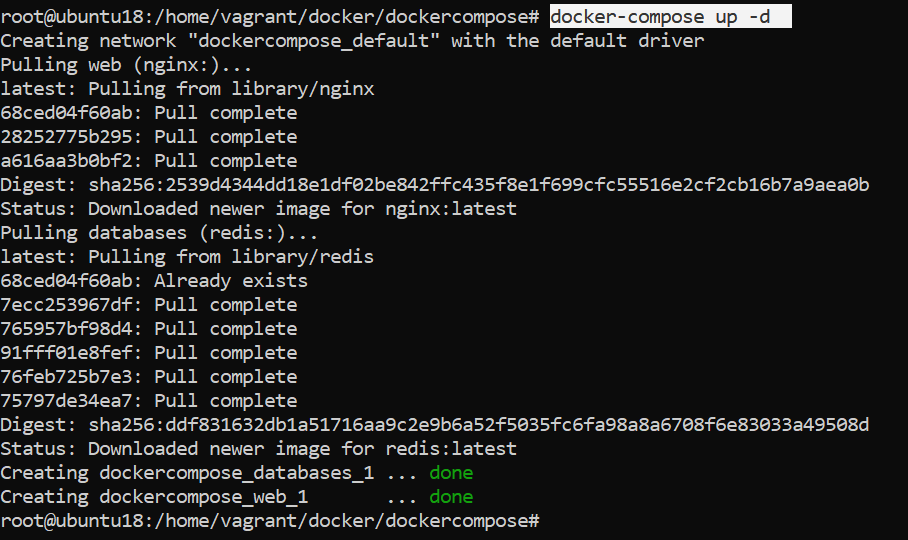 root@ubuntu18:/home/vagrant/docker/dockercompose# docker-compose up -d
Creating network "dockercompose_default" with the default driver
Pulling web (nginx:)...
latest: Pulling from library/nginx
68ced04f60ab: Pull complete
28252775b295: Pull complete
a616aa3b0bf2: Pull complete
Digest: sha256:2539d4344dd18e1df02be842ffc435f8e1f699cfc55516e2cf2cb16b7a9aea0b
Status: Downloaded newer image for nginx:latest
Pulling databases (redis:)...
latest: Pulling from library/redis
68ced04f60ab: Already exists
7ecc253967df: Pull complete
765957bf98d4: Pull complete
91fff01e8fef: Pull complete
76feb725b7e3: Pull complete
75797de34ea7: Pull complete
Digest: sha256:ddf831632db1a51716aa9c2e9b6a52f5035fc6fa98a8a6708f6e83033a49508d
Status: Downloaded newer image for redis:latest
Creating dockercompose_databases_1 ... done
Creating dockercompose_web_1       ... done
root@ubuntu18:/home/vagrant/docker/dockercompose#